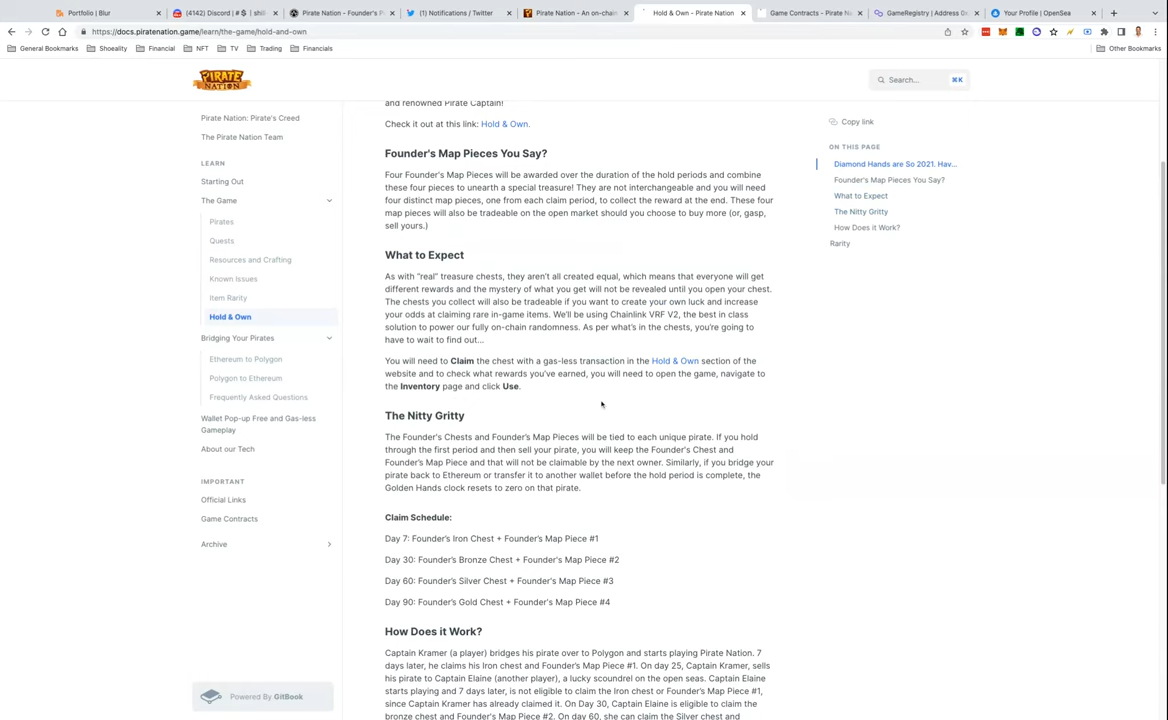 Portfolio | Blur
(4142) Discord | # $ | shi
Pirate Nation - Founder's P
(1) Notifications / Twitter
Pirate Nation - An on-chain
Hold & Own - Pirate Nation
Game Contracts - Pirate N
GameRegistry | Address 0x
Your Profile | OpenSea
https://docs.piratenation.game/learn/the-game/hold-and-own
General Bookmarks
Shoeality
Financial
NFT
TV
Trading
Financials
Other Bookmarks
PIRATE NATION
Search...
⌘K
Pirate Nation: Pirate's Creed
The Pirate Nation Team
LEARN
Starting Out
The Game
Pirates
Quests
Resources and Crafting
Known Issues
Item Rarity
Hold & Own
Bridging Your Pirates
Ethereum to Polygon
Polygon to Ethereum
Frequently Asked Questions
Wallet Pop-up Free and Gas-less
Gameplay
About our Tech
IMPORTANT
Official Links
Game Contracts
Archive
Powered By GitBook
and renowned Pirate Captain!
Check it out at this link: Hold & Own.
Founder's Map Pieces You Say?
Four Founder's Map Pieces will be awarded over the duration of the hold periods and combine
these four pieces to unearth a special treasure! They are not interchangeable and you will need
four distinct map pieces, one from each claim period, to collect the reward at the end. These four
map pieces will also be tradeable on the open market should you choose to buy more (or, gasp,
sell yours.)
What to Expect
As with "real" treasure chests, they aren't all created equal, which means that everyone will get
different rewards and the mystery of what you get will not be revealed until you open your chest.
The chests you collect will also be tradeable if you want to create your own luck and increase
your odds at claiming rare in-game items. We'll be using Chainlink VRF V2, the best in class
solution to power our fully on-chain randomness. As per what's in the chests, you're going to
have to wait to find out...
You will need to Claim the chest with a gas-less transaction in the Hold & Own section of the
website and to check what rewards you've earned, you will need to open the game, navigate to
the Inventory page and click Use.
The Nitty Gritty
The Founder's Chests and Founder's Map Pieces will be tied to each unique pirate. If you hold
through the first period and then sell your pirate, you will keep the Founder's Chest and
Founder's Map Piece and that will not be claimable by the next owner. Similarly, if you bridge your
pirate back to Ethereum or transfer it to another wallet before the hold period is complete, the
Golden Hands clock resets to zero on that pirate.
Claim Schedule:
Day 7: Founder's Iron Chest + Founder's Map Piece #1
Day 30: Founder's Bronze Chest + Founder's Map Piece #2
Day 60: Founder's Silver Chest + Founder's Map Piece #3
Day 90: Founder's Gold Chest + Founder's Map Piece #4
How Does it Work?
Captain Kramer (a player) bridges his pirate over to Polygon and starts playing Pirate Nation. 7
days later, he claims his Iron chest and Founder's Map Piece #1. On day 25, Captain Kramer, sells
his pirate to Captain Elaine (another player), a lucky scoundrel on the open seas. Captain Elaine
starts playing and 7 days later, is not eligible to claim the Iron chest or Founder's Map Piece #1,
since Captain Kramer has already claimed it. On Day 30, Captain Elaine is eligible to claim the
bronze chest and Founder's Map Piece #2. On day 60, she can claim the Silver chest and
Copy link
ON THIS PAGE
Diamond Hands are So 2021. Hav...
Founder's Map Pieces You Say?
What to Expect
The Nitty Gritty
How Does it Work?
Rarity